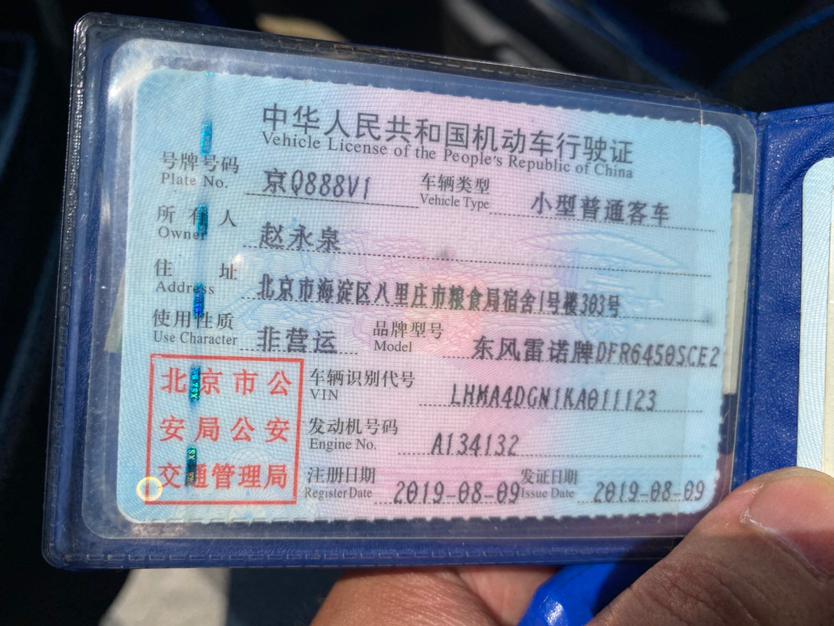 中华人民共和国机动车行驶证
Vehicle License of the People's Republic of China
号牌号码 京Q888V1 车辆类型 小型普通客车
Plate No. Vehicle Type
所有人 赵永泉
Owner
住址 北京市海淀区八里庄市粮食局宿舍1号楼303号
Address
使用性质 非营运 品牌型号 东风雷诺牌DFR6450SCE2
Use Character Model
北京市公
安局公安
交通管理局
车辆识别代号 LHMA4DGN1KA011123
VIN
发动机号码 A134132
Engine No.
注册日期 2019-08-09 发证日期 2019-08-09
Register Date Issue Date